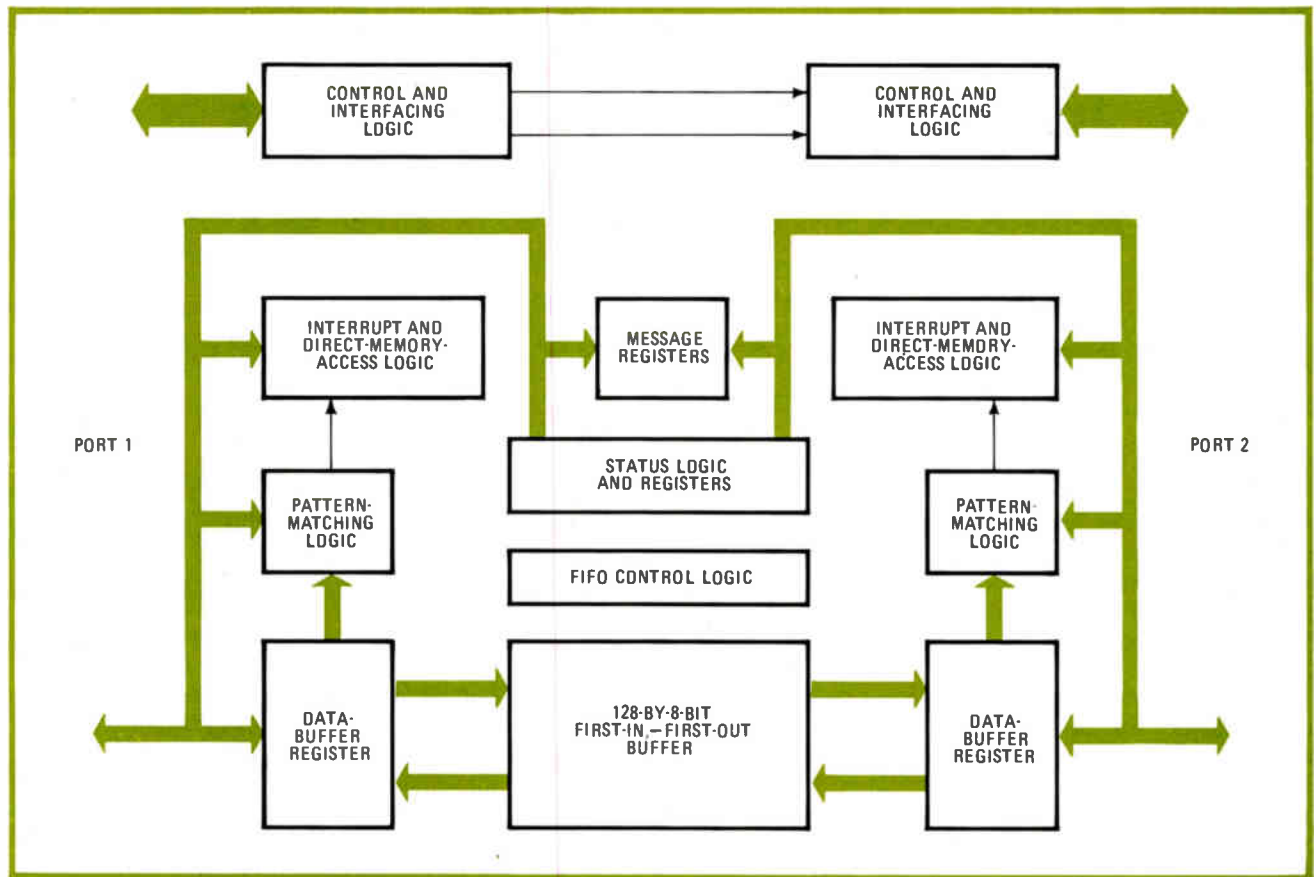 CONTROL AND
INTERFACING
LOGIC
CONTROL AND
INTERFACING
LOGIC
INTERRUPT AND
DIRECT-MEMORY-
ACCESS LOGIC
MESSAGE
REGISTERS
INTERRUPT AND
DIRECT-MEMORY-
ACCESS LOGIC
PORT 1
PORT 2
STATUS LOGIC
AND REGISTERS
PATTERN-
MATCHING
LOGIC
PATTERN-
MATCHING
LOGIC
FIFO CONTROL LOGIC
DATA-
BUFFER
REGISTER
128-BY-8-BIT
FIRST-IN,–FIRST-OUT
BUFFER
DATA-
BUFFER
REGISTER